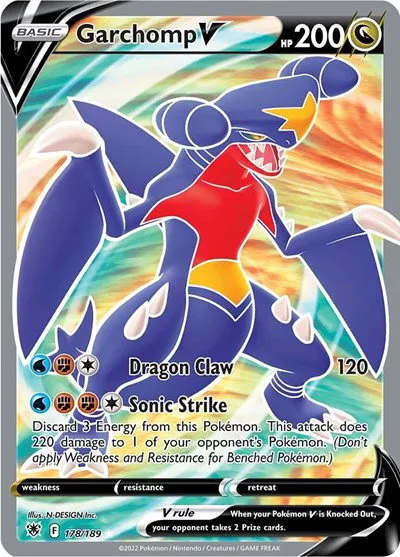 BASIC
Garchomp V
HP 200
Dragon Claw 120
Sonic Strike
Discard 3 Energy from this Pokémon. This attack does
220 damage to 1 of your opponent's Pokémon. (Don't
apply Weakness and Resistance for Benched Pokémon.)
weakness resistance retreat
Illus. N-DESIGN Inc.
F 178/189
V rule When your Pokémon V is Knocked Out,
your opponent takes 2 Prize cards.
©2022 Pokémon / Nintendo / Creatures / GAME FREAK